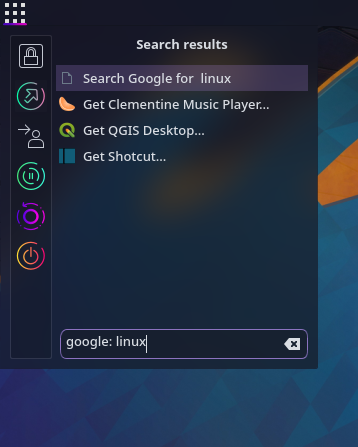 Search results
Search Google for  linux
Get Clementine Music Player...
Get QGIS Desktop...
Get Shotcut...
google: linux